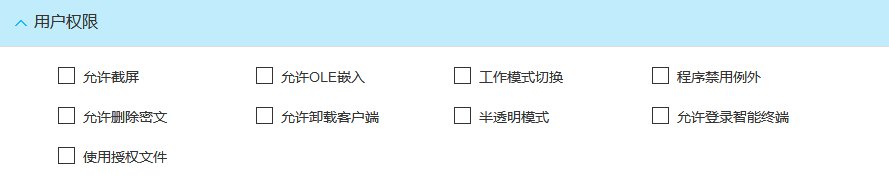 用户权限
允许截屏 允许OLE嵌入 工作模式切换 程序禁用例外
允许删除密文 允许卸载客户端 半透明模式 允许登录智能终端
使用授权文件